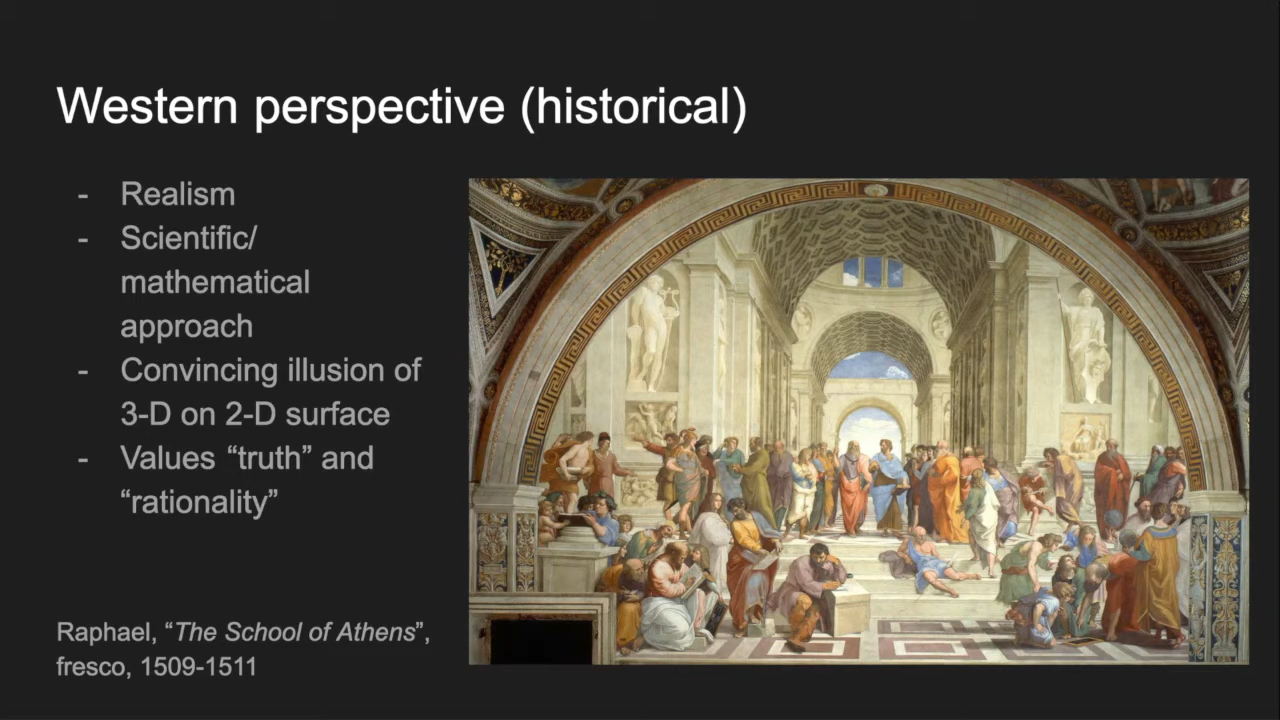 Western perspective (historical)
- Realism
- Scientific/
mathematical
approach
- Convincing illusion of
3-D on 2-D surface
- Values “truth” and
“rationality”
Raphael, “The School of Athens”,
fresco, 1509-1511